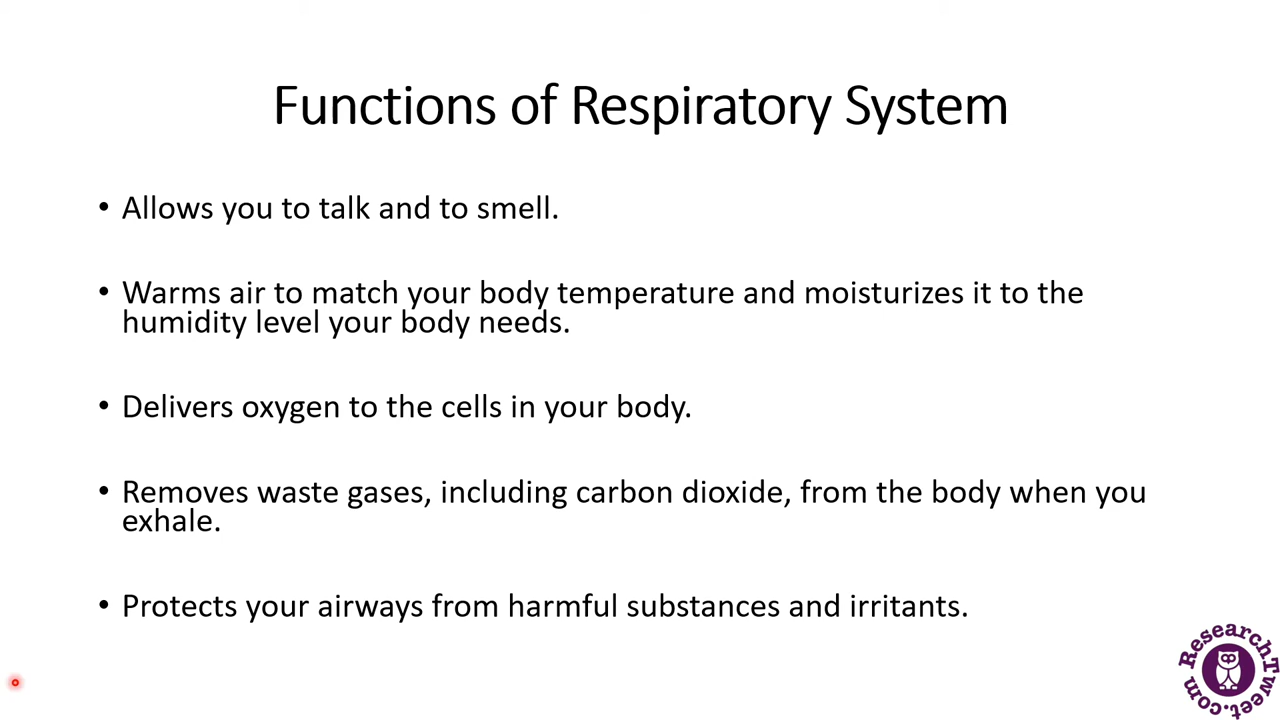 Functions of Respiratory System
• Allows you to talk and to smell.
• Warms air to match your body temperature and moisturizes it to the
humidity level your body needs.
• Delivers oxygen to the cells in your body.
• Removes waste gases, including carbon dioxide, from the body when you
exhale.
• Protects your airways from harmful substances and irritants.
ResearchTweet.com